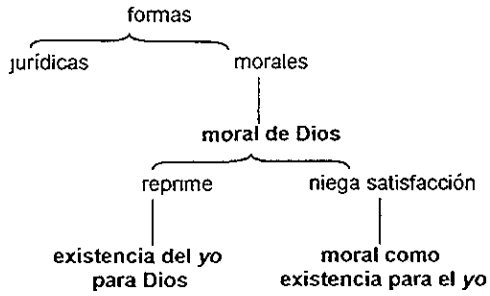 formas
jurídicas morales
moral de Dios
reprime niega satisfacción
existencia del yo moral como
para Dios existencia para el yo